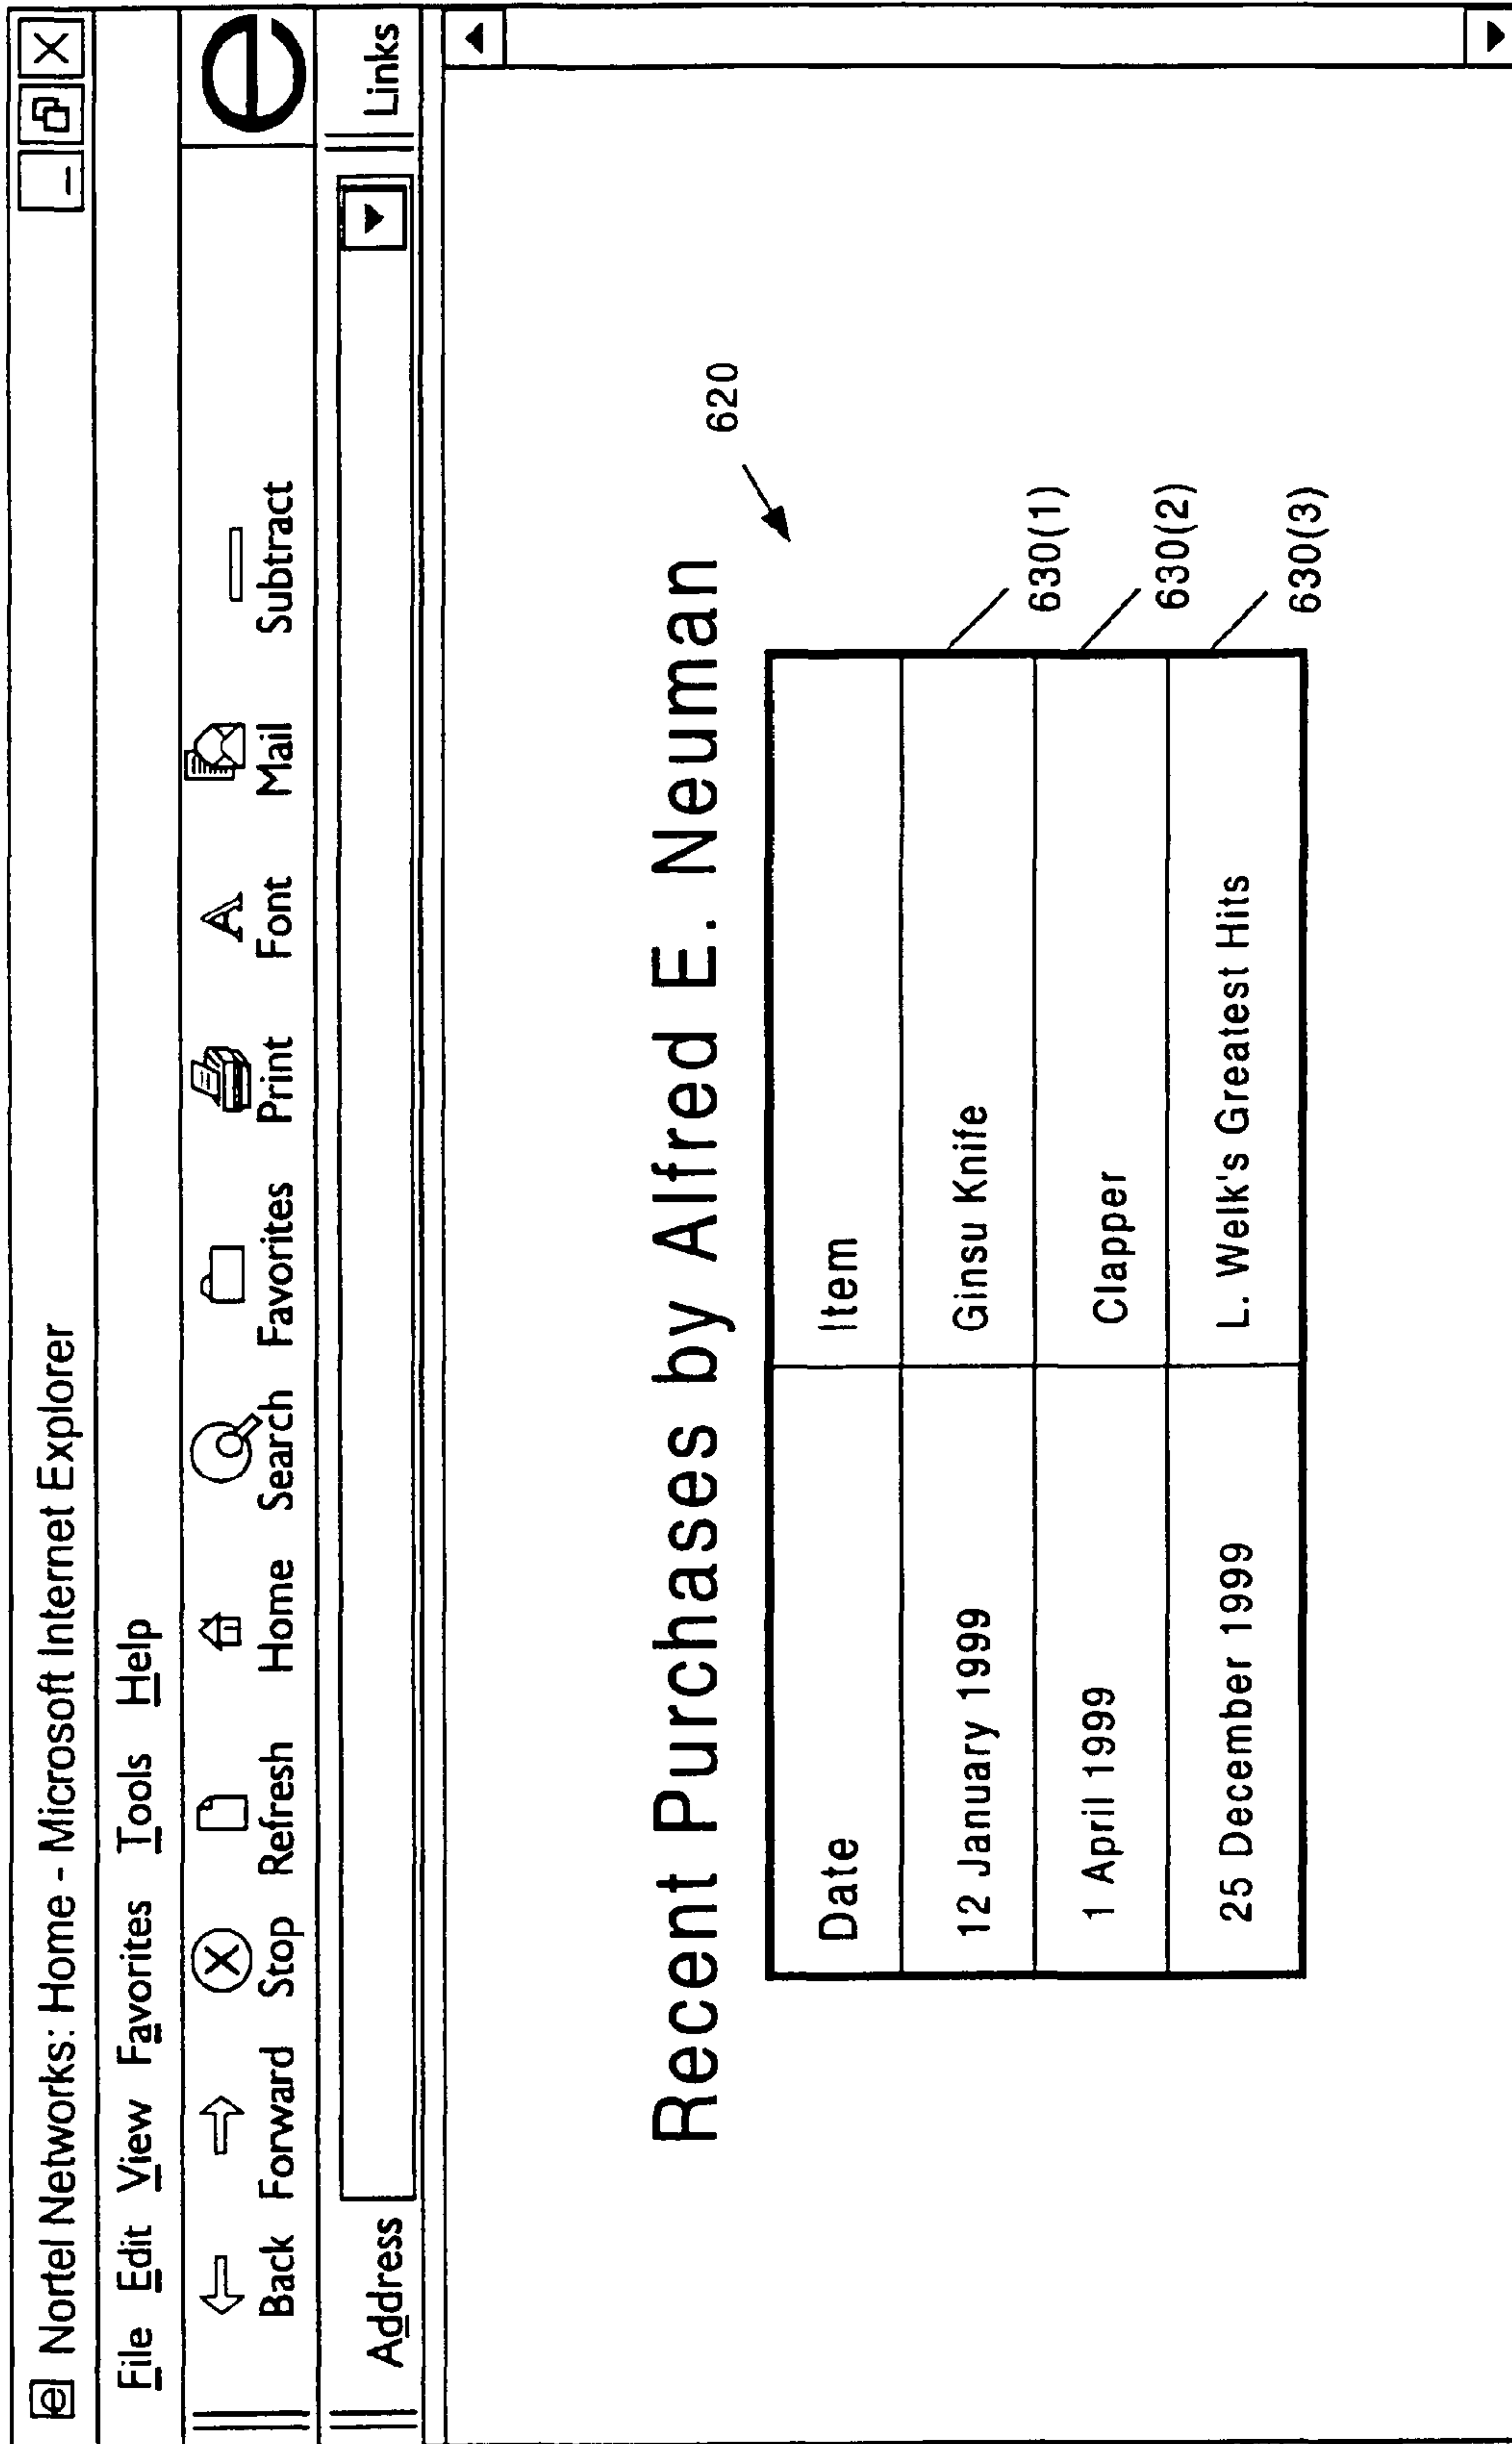 Nortel Networks: Home - Microsoft Internet Explorer
File Edit View Favorites Tools Help
Back Forward Stop Refresh Home Search Favorites Print Font Mail Subtract
Address Links
Recent Purchases by Alfred E. Neuman
620
Date Item
12 January 1999 Ginsu Knife 630(1)
1 April 1999 Clapper 630(2)
25 December 1999 L. Welk's Greatest Hits 630(3)